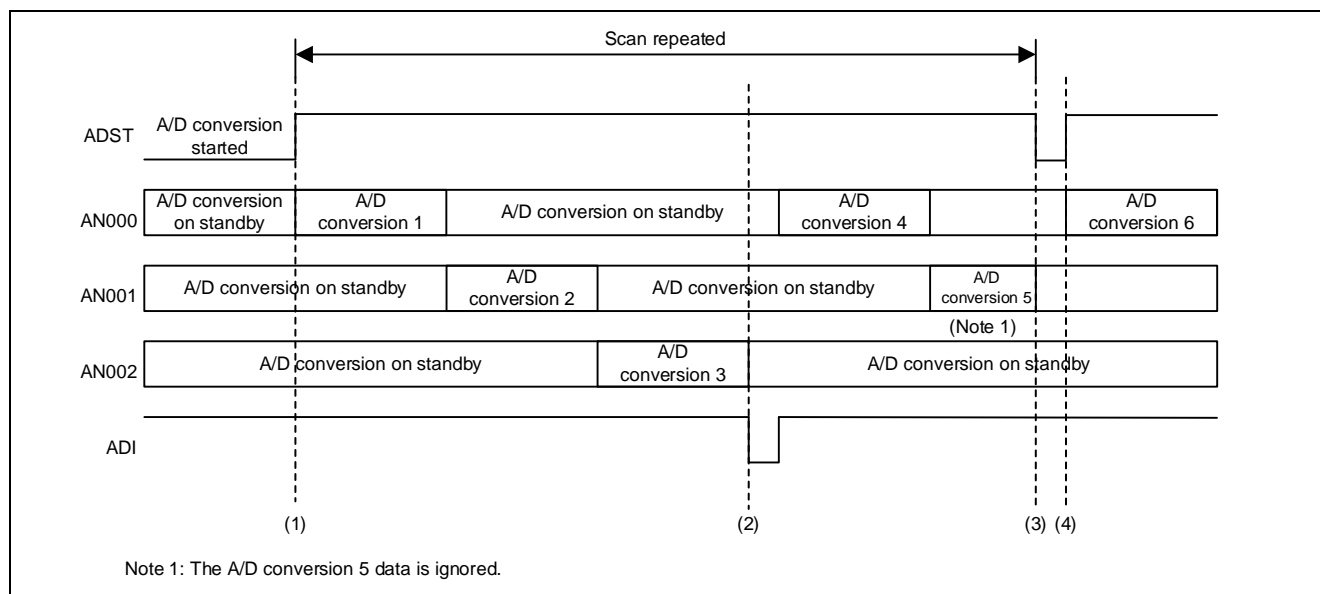 Scan repeated
ADST
A/D conversion
started
AN000
A/D conversion
on standby
A/D
conversion 1
A/D conversion on standby
A/D
conversion 4
A/D
conversion 6
AN001
A/D conversion on standby
A/D
conversion 2
A/D conversion on standby
A/D
conversion 5
(Note 1)
AN002
A/D conversion on standby
A/D
conversion 3
A/D conversion on standby
ADI
(1)
(2)
(3)
(4)
Note 1: The A/D conversion 5 data is ignored.